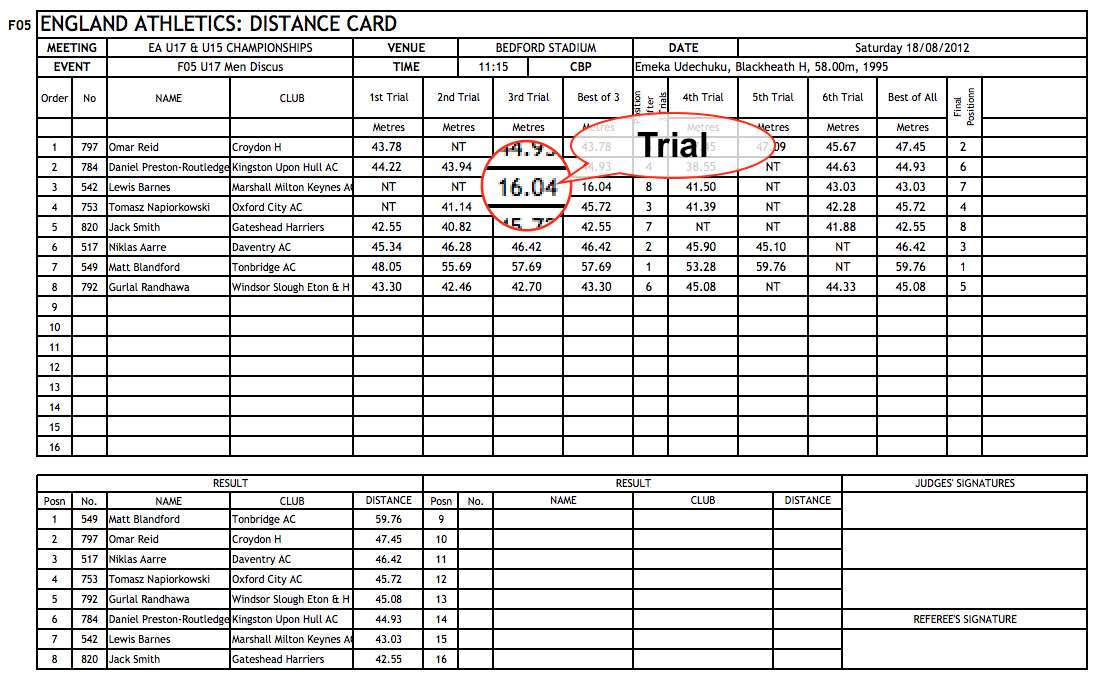 F05 ENGLAND ATHLETICS: DISTANCE CARD
MEETING EA U17 & U15 CHAMPIONSHIPS VENUE BEDFORD STADIUM DATE Saturday 18/08/2012
EVENT F05 U17 Men Discus TIME 11:15 CBP Emeka Udechuku, Blackheath H, 58.00m, 1995
Order No NAME CLUB 1st Trial 2nd Trial 3rd Trial Best of 3 4th Trial 5th Trial 6th Trial Best of All Final Positionn
Metres Metres Metres Metres Metres Metres Metres Metres
1 797 Omar Reid Croydon H 43.78 NT 43.78 47.09 45.67 47.45 2
Trial
2 784 Daniel Preston-Routledge Kingston Upon Hull AC 44.22 43.94 44.93 4 38.55 NT 44.63 44.93 6
3 542 Lewis Barnes Marshall Milton Keynes A NT NT 16.04 16.04 8 41.50 NT 43.03 43.03 7
4 753 Tomasz Napiorkowski Oxford City AC NT 41.14 45.72 3 41.39 NT 42.28 45.72 4
5 820 Jack Smith Gateshead Harriers 42.55 40.82 42.55 7 NT NT 41.88 42.55 8
6 517 Niklas Aarre Daventry AC 45.34 46.28 46.42 46.42 2 45.90 45.10 NT 46.42 3
7 549 Matt Blandford Tonbridge AC 48.05 55.69 57.69 57.69 1 53.28 59.76 NT 59.76 1
8 792 Gurlal Randhawa Windsor Slough Eton & H 43.30 42.46 42.70 43.30 6 45.08 NT 44.33 45.08 5
9
10
11
12
13
14
15
16
RESULT RESULT JUDGES' SIGNATURES
Posn No. NAME CLUB DISTANCE Posn No. NAME CLUB DISTANCE
1 549 Matt Blandford Tonbridge AC 59.76 9
2 797 Omar Reid Croydon H 47.45 10
3 517 Niklas Aarre Daventry AC 46.42 11
4 753 Tomasz Napiorkowski Oxford City AC 45.72 12
5 792 Gurlal Randhawa Windsor Slough Eton & H 45.08 13
6 784 Daniel Preston-Routledge Kingston Upon Hull AC 44.93 14 REFEREE'S SIGNATURE
7 542 Lewis Barnes Marshall Milton Keynes A 43.03 15
8 820 Jack Smith Gateshead Harriers 42.55 16